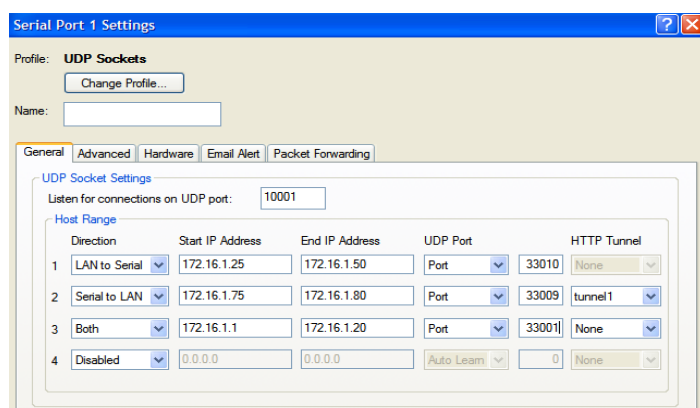 Serial Port 1 Settings
Profile: UDP Sockets
Change Profile...
Name:
General Advanced Hardware Email Alert Packet Forwarding
UDP Socket Settings
Listen for connections on UDP port: 10001
Host Range
Direction Start IP Address End IP Address UDP Port HTTP Tunnel
1 LAN to Serial 172.16.1.25 172.16.1.50 Port 33010 None
2 Serial to LAN 172.16.1.75 172.16.1.80 Port 33009 tunnel1
3 Both 172.16.1.1 172.16.1.20 Port 33001 None
4 Disabled 0.0.0.0 0.0.0.0 Auto Learn 0 None